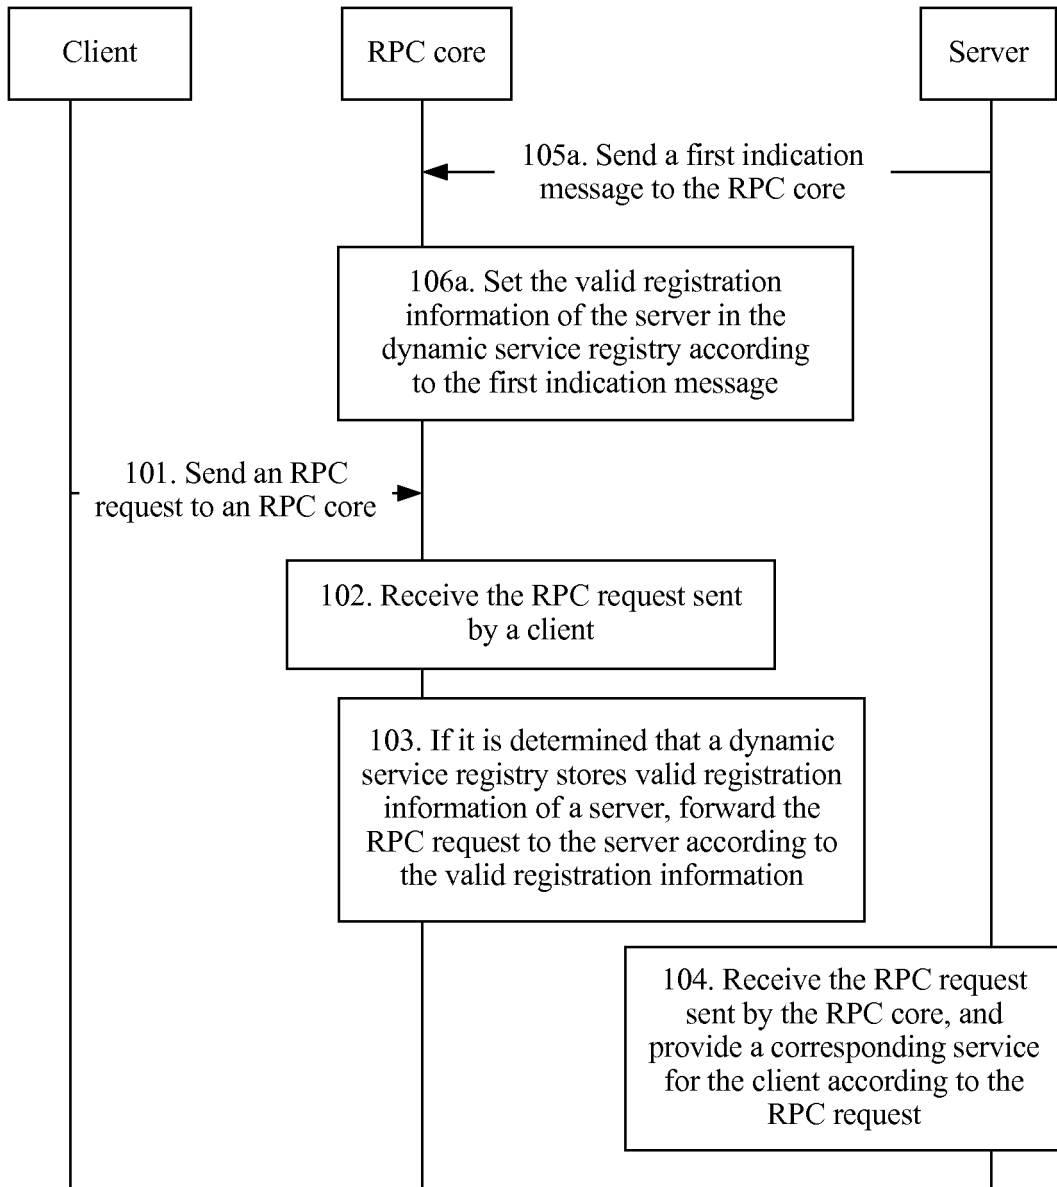 Client
RPC core
Server
105a. Send a first indication
message to the RPC core
106a. Set the valid registration
information of the server in the
dynamic service registry according
to the first indication message
101. Send an RPC
request to an RPC core
102. Receive the RPC request sent
by a client
103. If it is determined that a dynamic
service registry stores valid registration
information of a server, forward the
RPC request to the server according to
the valid registration information
104. Receive the RPC request
sent by the RPC core, and
provide a corresponding service
for the client according to the
RPC request